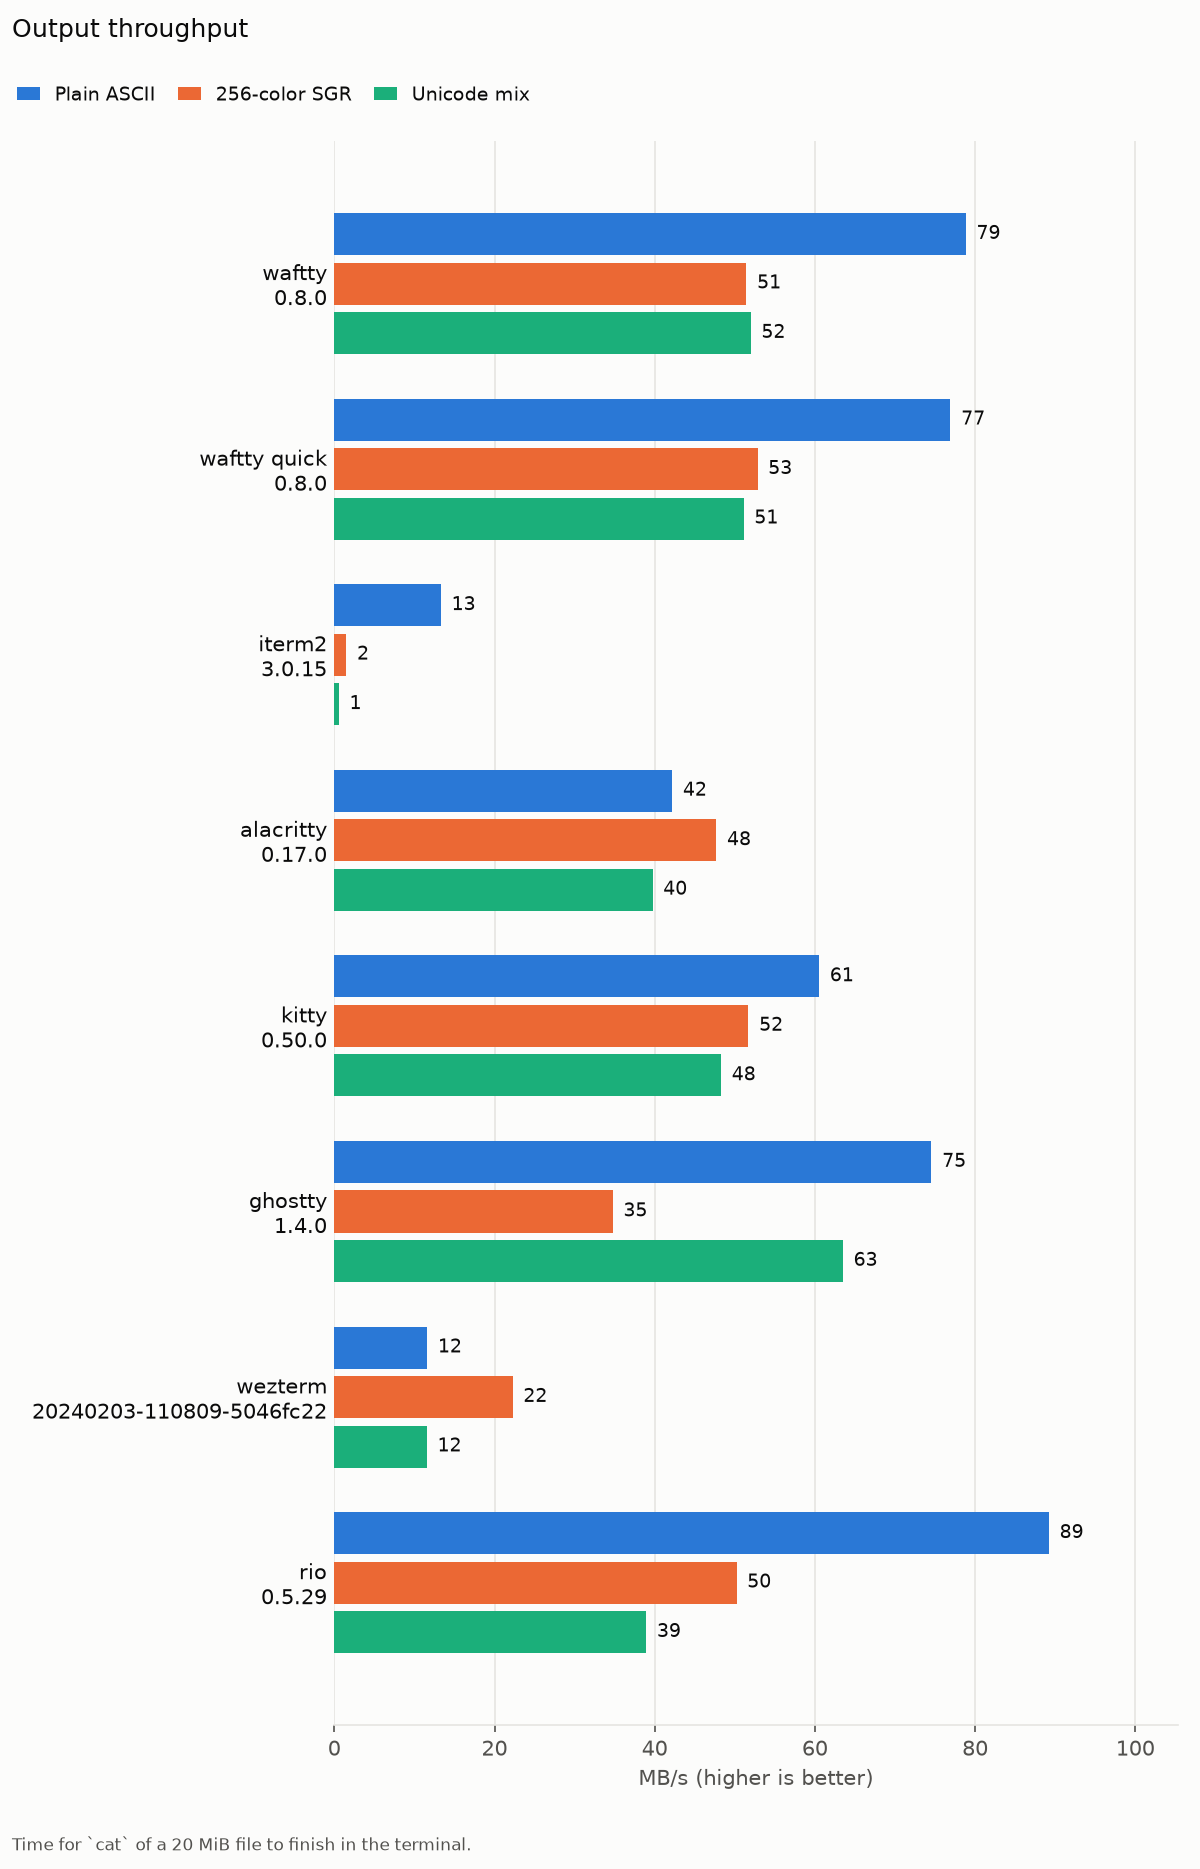 Output throughput
Plain ASCII 256-color SGR Unicode mix
79
waftty
0.8.0
51
52
77
waftty quick
0.8.0
53
51
13
iterm2
3.0.15
2
1
42
alacritty
0.17.0
48
40
61
kitty
0.50.0
52
48
75
ghostty
1.4.0
35
63
12
wezterm
20240203-110809-5046fc22
22
12
89
rio
0.5.29
50
39
0 20 40 60 80 100
MB/s (higher is better)
Time for `cat` of a 20 MiB file to finish in the terminal.